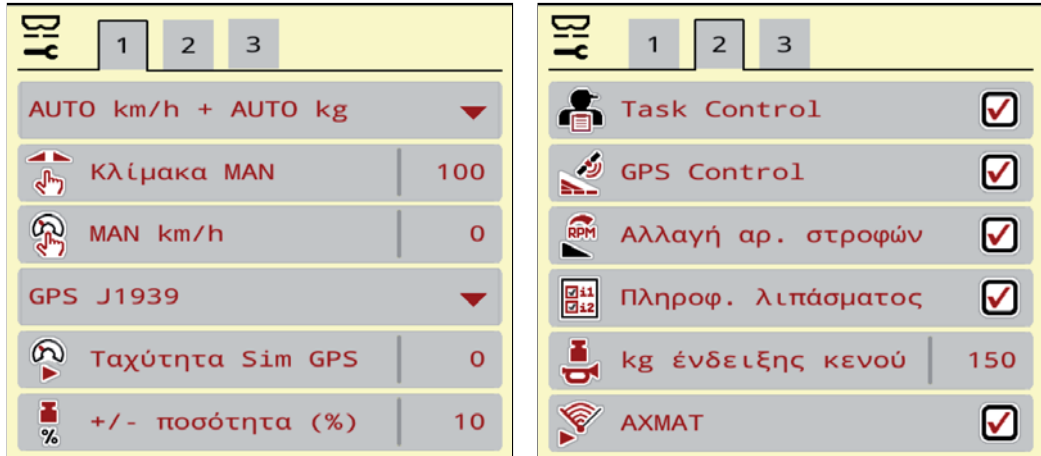 1 2 3
AUTO km/h + AUTO kg
Κλίμακα MAN 100
MAN km/h 0
GPS J1939
Ταχύτητα Sim GPS 0
% +/- ποσότητα (%) 10
1 2 3
Task Control
GPS Control
RPM Αλλαγή αρ. στροφών
i1 i2 Πληροφ. λιπάσματος
kg ένδειξης κενού 150
AXMAT